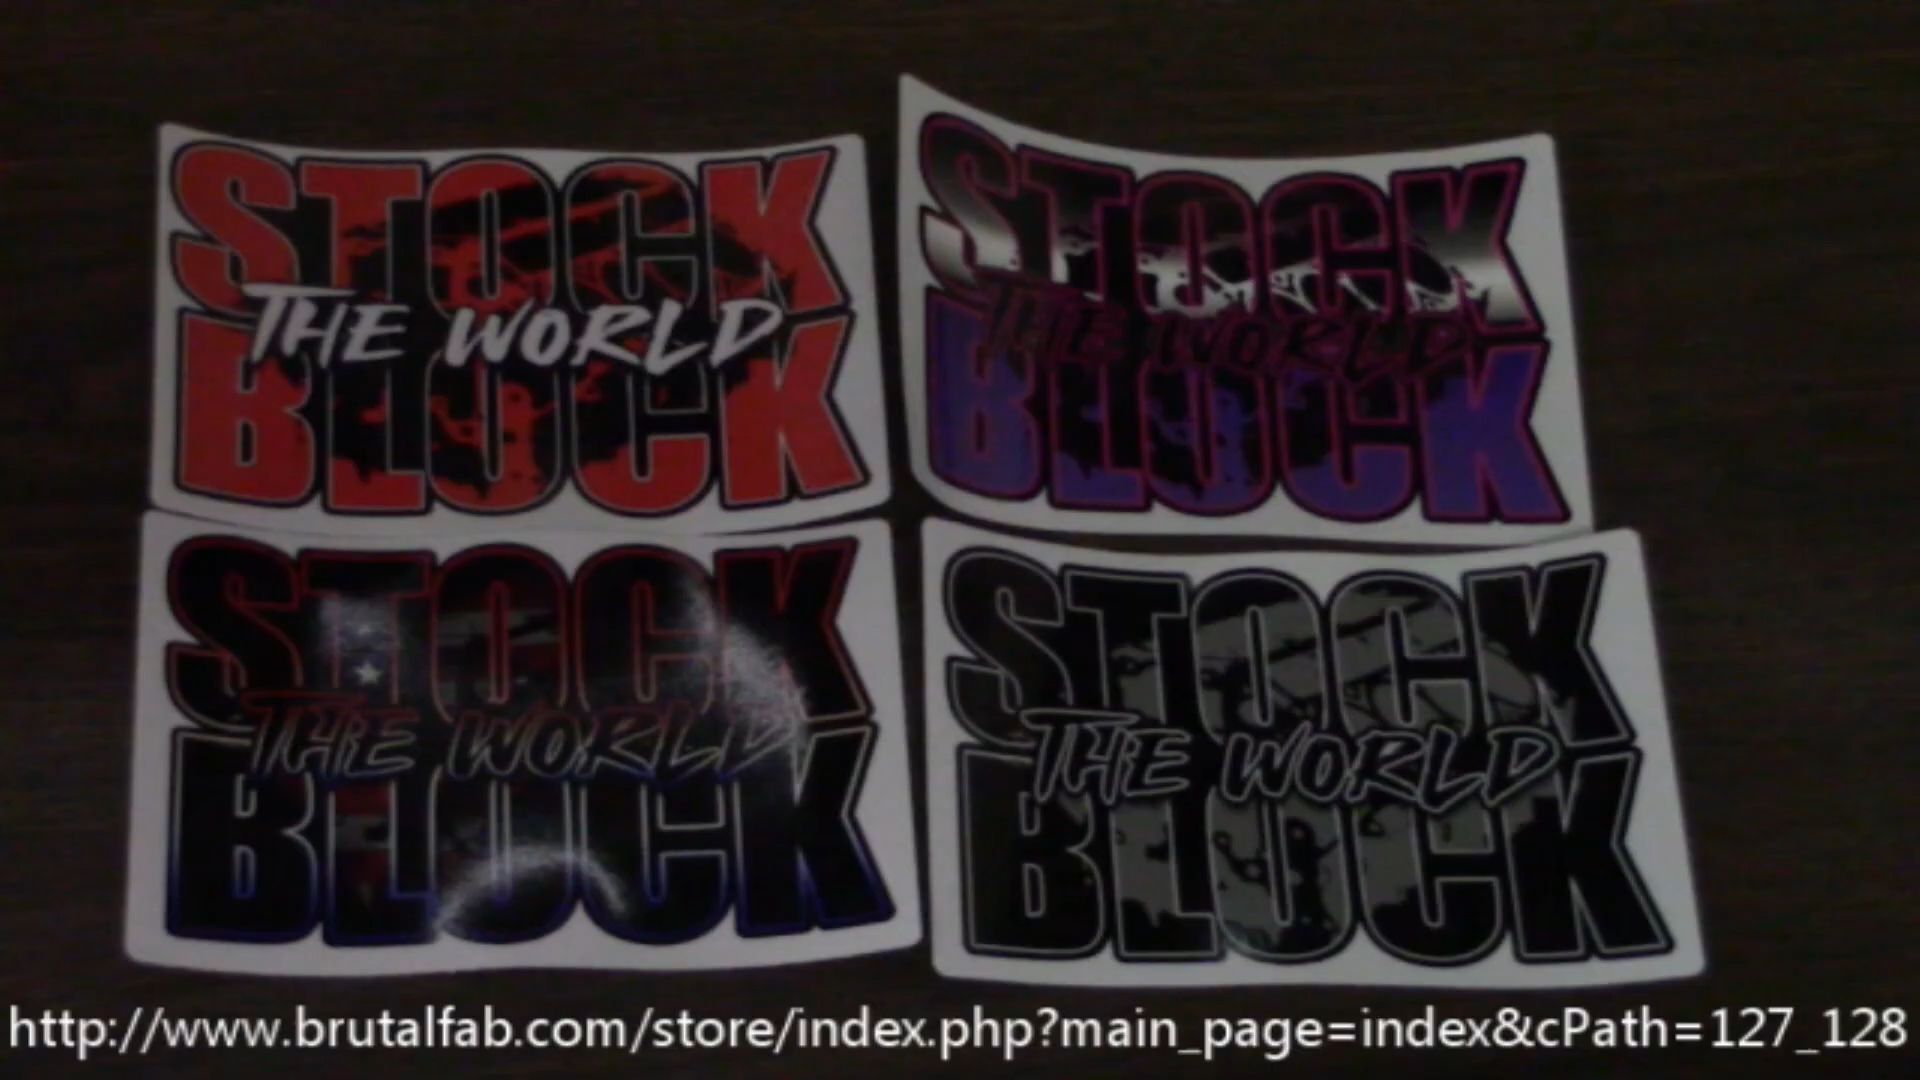 STOCK
THE WORLD
BLOCK
STOCK
THE WORLD
BLOCK
STOCK
THE WORLD
BLOCK
STOCK
THE WORLD
BLOCK
http://www.brutalfab.com/store/index.php?main_page=index&cPath=127_128